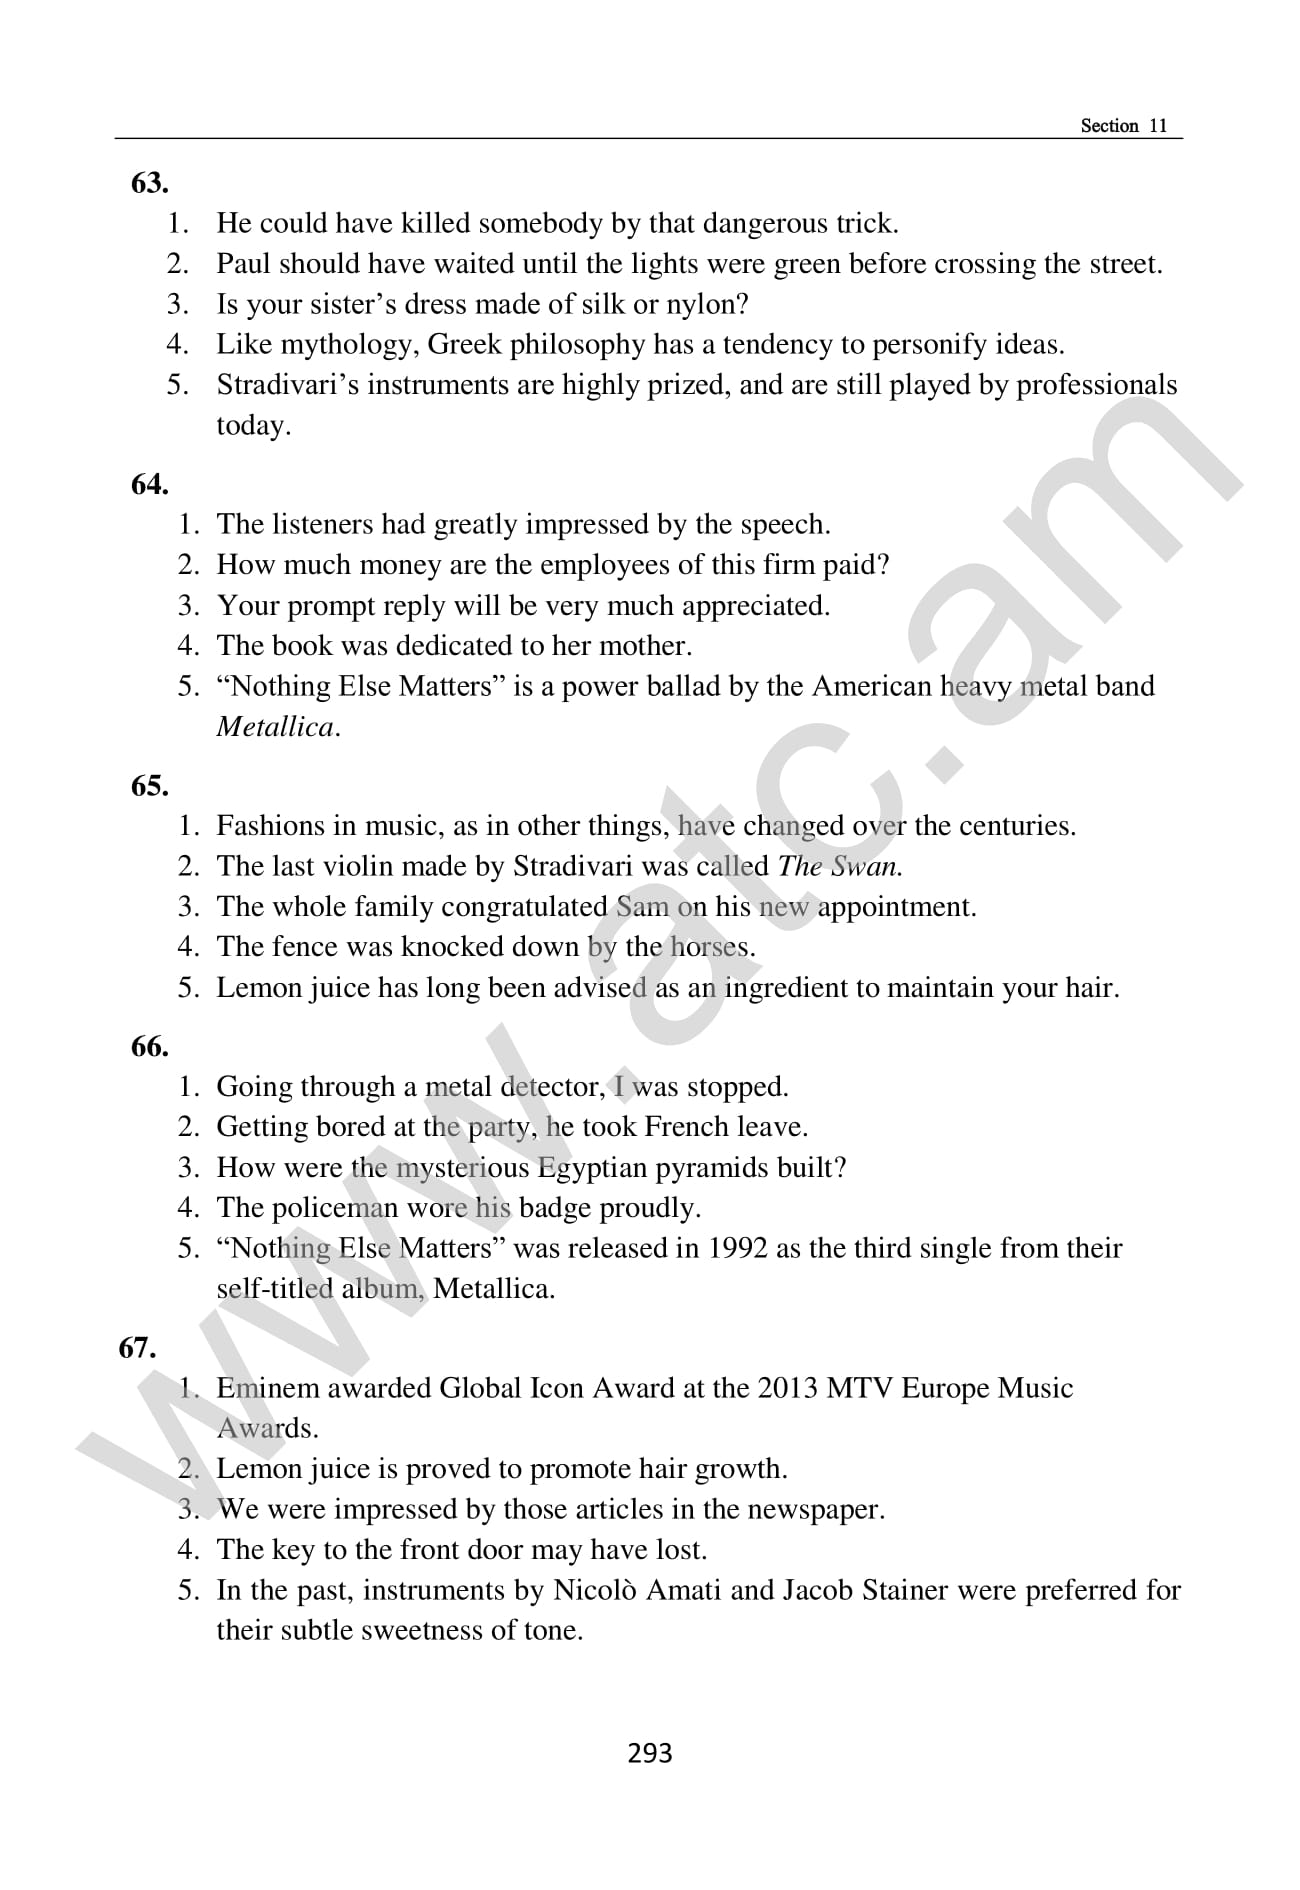 Section 11
63.
1. He could have killed somebody by that dangerous trick.
2. Paul should have waited until the lights were green before crossing the street.
3. Is your sister’s dress made of silk or nylon?
4. Like mythology, Greek philosophy has a tendency to personify ideas.
5. Stradivari’s instruments are highly prized, and are still played by professionals
today.
64.
1. The listeners had greatly impressed by the speech.
2. How much money are the employees of this firm paid?
3. Your prompt reply will be very much appreciated.
4. The book was dedicated to her mother.
5. “Nothing Else Matters” is a power ballad by the American heavy metal band
Metallica.
65.
1. Fashions in music, as in other things, have changed over the centuries.
2. The last violin made by Stradivari was called The Swan.
3. The whole family congratulated Sam on his new appointment.
4. The fence was knocked down by the horses.
5. Lemon juice has long been advised as an ingredient to maintain your hair.
66.
1. Going through a metal detector, I was stopped.
2. Getting bored at the party, he took French leave.
3. How were the mysterious Egyptian pyramids built?
4. The policeman wore his badge proudly.
5. “Nothing Else Matters” was released in 1992 as the third single from their
self-titled album, Metallica.
67.
1. Eminem awarded Global Icon Award at the 2013 MTV Europe Music
Awards.
2. Lemon juice is proved to promote hair growth.
3. We were impressed by those articles in the newspaper.
4. The key to the front door may have lost.
5. In the past, instruments by Nicolò Amati and Jacob Stainer were preferred for
their subtle sweetness of tone.
293
www.atc.am